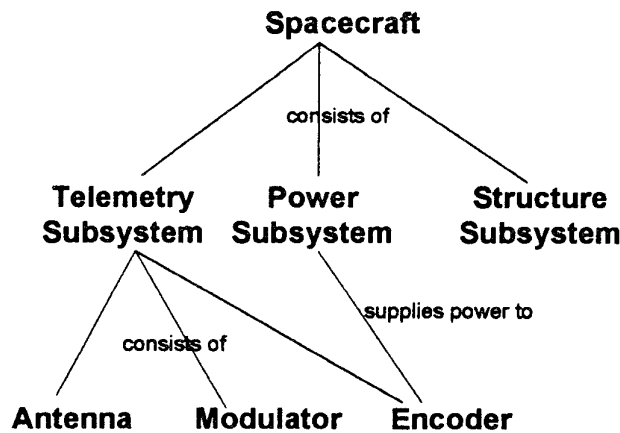 Spacecraft
consists of
Telemetry Subsystem
Power Subsystem
Structure Subsystem
supplies power to
consists of
Antenna
Modulator
Encoder